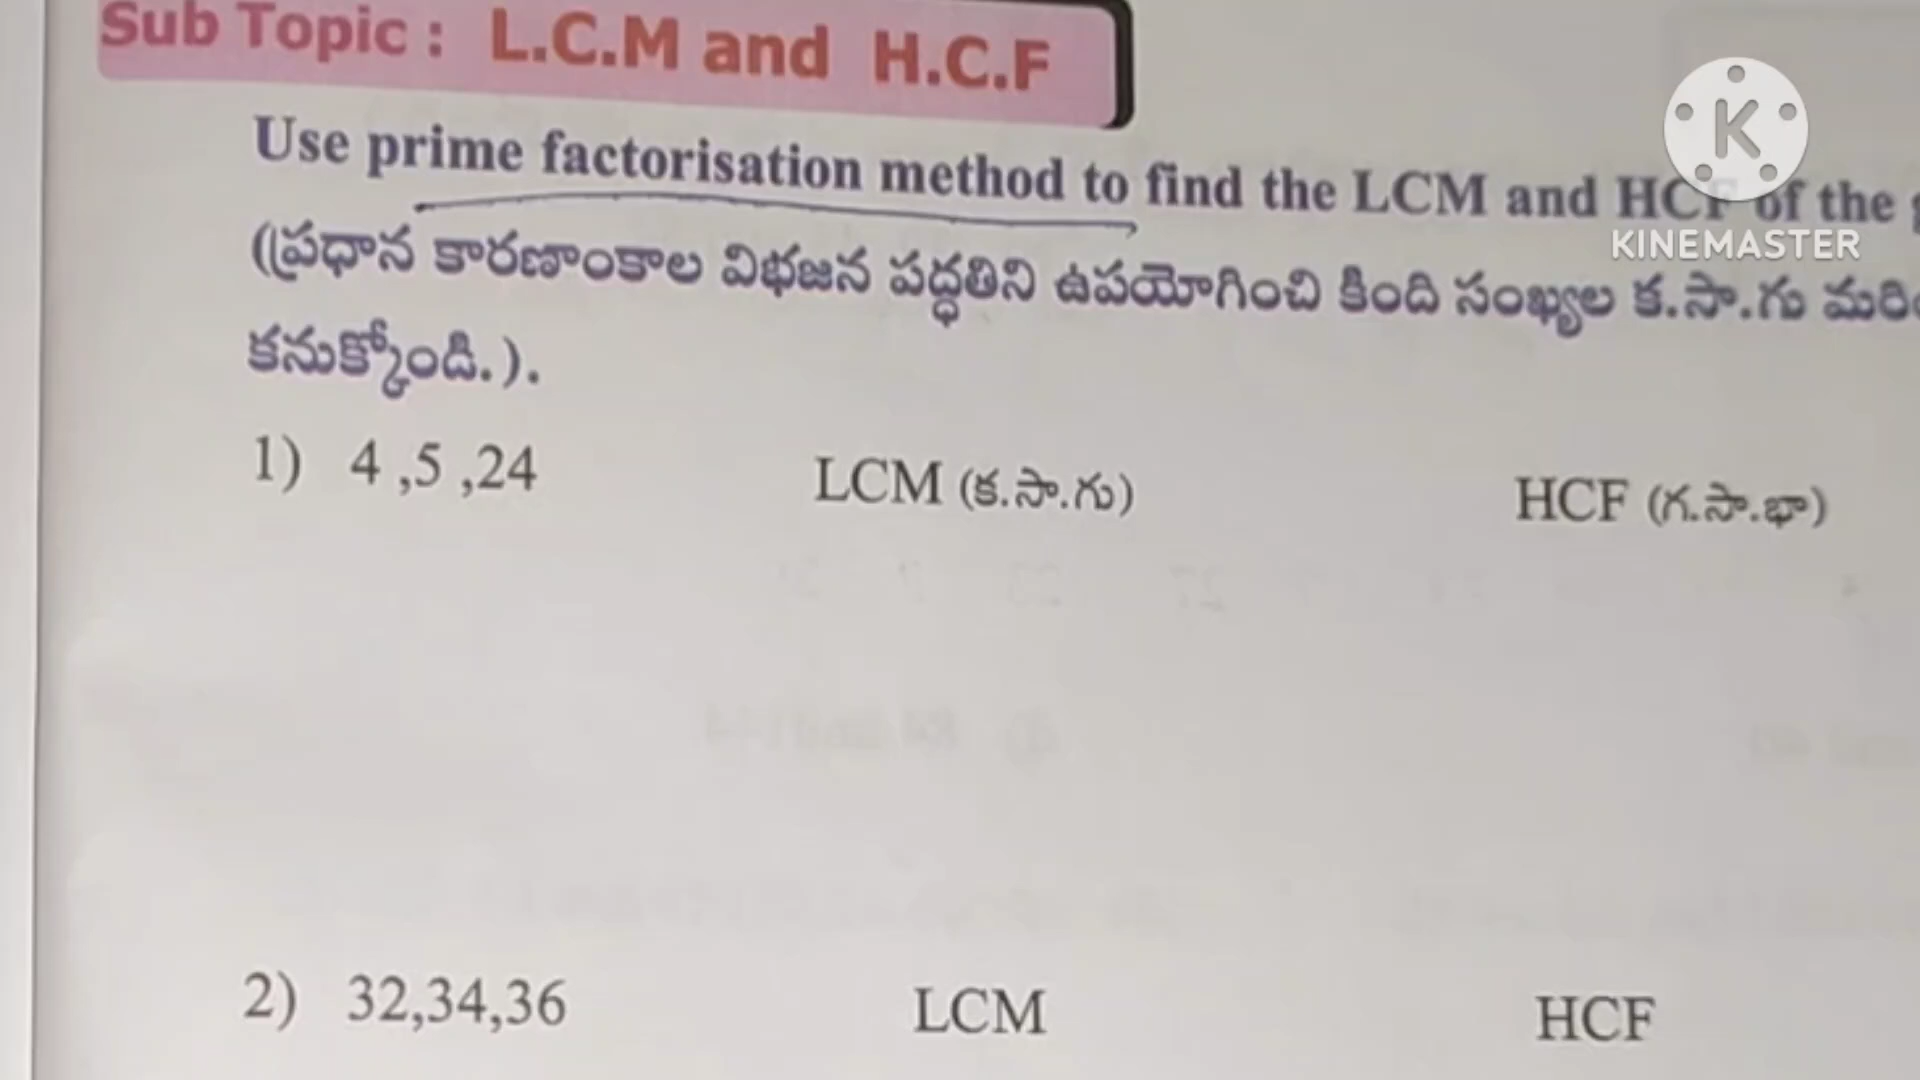 Sub Topic : L.C.M and H.C.F
Use prime factorisation method to find the LCM and HCF of the
(ప్రధాన కారణాంకాల విభజన పద్ధతిని ఉపయోగించి కింది సంఖ్యల క.సా.గు
కనుక్కోండి.).
1) 4 ,5 ,24 LCM (క.సా.గు) HCF (గ.సా.భా)
2) 32,34,36 LCM HCF
K
KINEMASTER